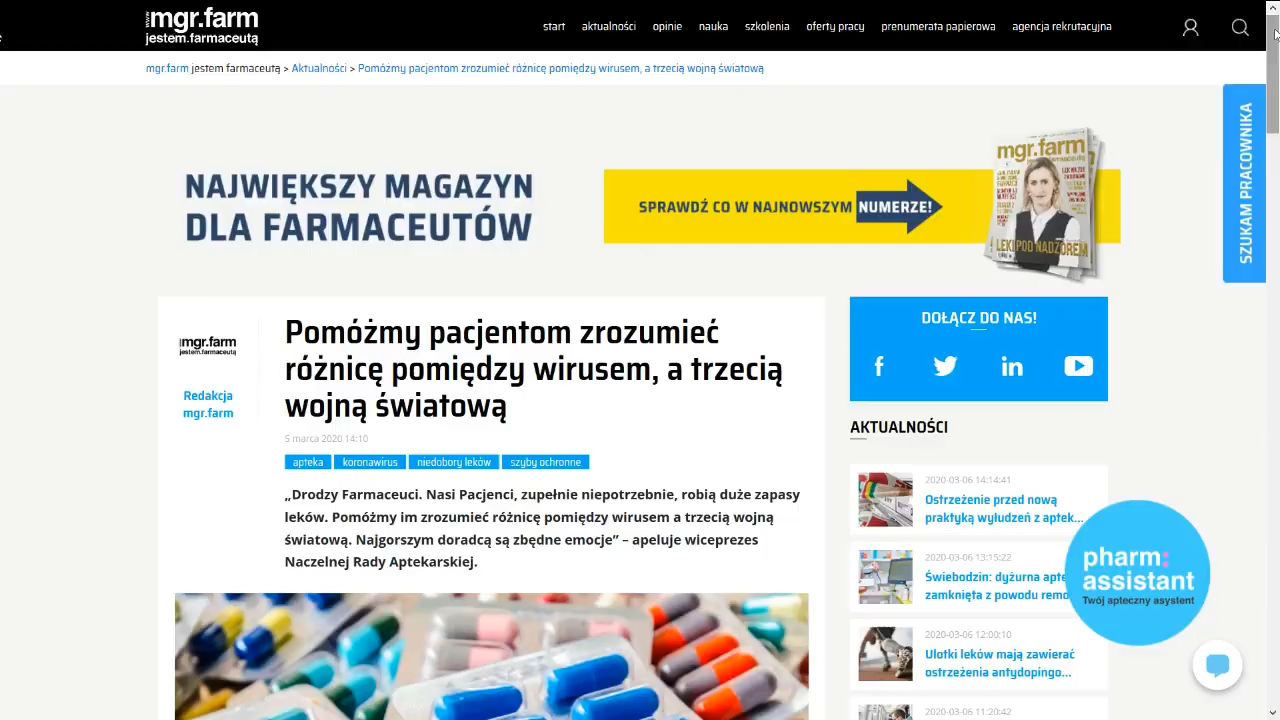 www.mgr.farm
jestem.farmaceutą
start
aktualności
opinie
nauka
szkolenia
oferty pracy
prenumerata papierowa
agencja rekrutacyjna
mgr.farm jestem farmaceutą > Aktualności > Pomóżmy pacjentom zrozumieć różnicę pomiędzy wirusem, a trzecią wojną światową
SZUKAM PRACOWNIKA
NAJWIĘKSZY MAGAZYN
DLA FARMACEUTÓW
SPRAWDŹ CO W NAJNOWSZYM NUMERZE!
mgr.farm
LEKI POD NADZOREM
mgr.farm
jestem.farmaceutą
Redakcja
mgr.farm
Pomóżmy pacjentom zrozumieć
różnicę pomiędzy wirusem, a trzecią
wojną światową
5 marca 2020 14:10
apteka
koronawirus
niedobory leków
szyby ochronne
„Drodzy Farmaceuci. Nasi Pacjenci, zupełnie niepotrzebnie, robią duże zapasy
leków. Pomóżmy im zrozumieć różnicę pomiędzy wirusem a trzecią wojną
światową. Najgorszym doradcą są zbędne emocje” – apeluje wiceprezes
Naczelnej Rady Aptekarskiej.
DOŁĄCZ DO NAS!
AKTUALNOŚCI
2020-03-06 14:14:41
Ostrzeżenie przed nową
praktyką wyłudzeń z aptek...
2020-03-06 13:15:22
Świebodzin: dyżurna apte
zamknięta z powodu remo
2020-03-06 12:00:10
Ulotki leków mają zawierać
ostrzeżenia antydopingo...
2020-03-06 11:20:42
pharm:
assistant
Twój apteczny asystent